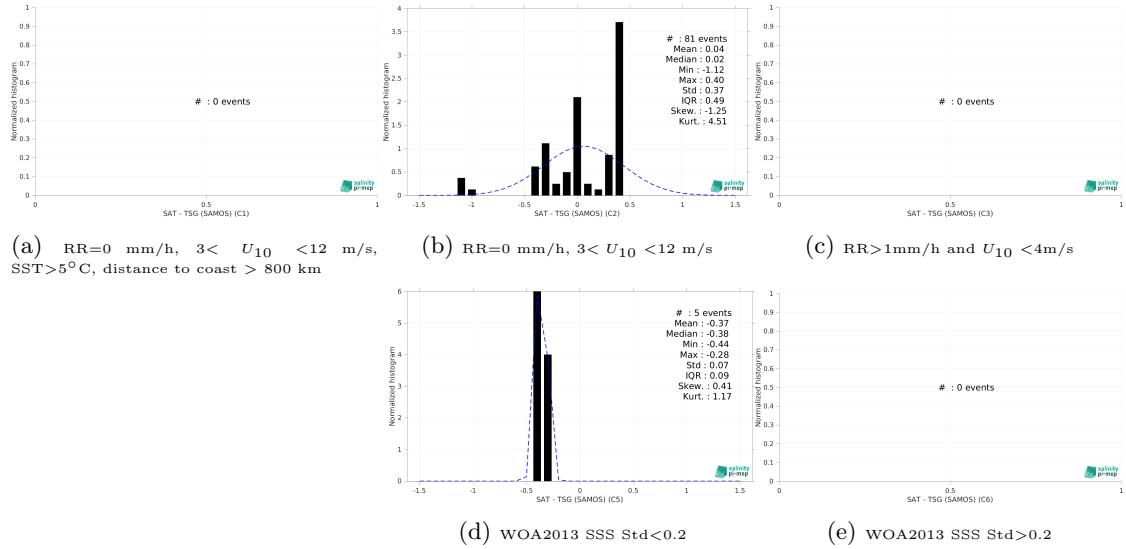 1
0.9
0.8
0.7
0.6
0.5
0.4
0.3
0.2
0.1
0
Normalized histogram
# : 0 events
salinity
pi-mep
0 0.5 1
SAT - TSG (SAMOS) (C1)
(a) RR=0 mm/h, 3< U10 <12 m/s,
SST>5°C, distance to coast > 800 km
4
3.5
3
2.5
2
1.5
1
0.5
0
Normalized histogram
# : 81 events
Mean : 0.04
Median : 0.02
Min : -1.12
Max : 0.40
Std : 0.37
IQR : 0.49
Skew. : -1.25
Kurt. : 4.51
salinity
pi-mep
-1.5 -1 -0.5 0 0.5 1 1.5
SAT - TSG (SAMOS) (C2)
(b) RR=0 mm/h, 3< U10 <12 m/s
1
0.9
0.8
0.7
0.6
0.5
0.4
0.3
0.2
0.1
0
Normalized histogram
# : 0 events
salinity
pi-mep
0 0.5 1
SAT - TSG (SAMOS) (C3)
(c) RR>1mm/h and U10 <4m/s
6
5
4
3
2
1
0
Normalized histogram
# : 5 events
Mean : -0.37
Median : -0.38
Min : -0.44
Max : -0.28
Std : 0.07
IQR : 0.09
Skew. : 0.41
Kurt. : 1.17
salinity
pi-mep
-1.5 -1 -0.5 0 0.5 1 1.5
SAT - TSG (SAMOS) (C5)
(d) WOA2013 SSS Std<0.2
1
0.9
0.8
0.7
0.6
0.5
0.4
0.3
0.2
0.1
0
Normalized histogram
# : 0 events
salinity
pi-mep
0 0.5 1
SAT - TSG (SAMOS) (C6)
(e) WOA2013 SSS Std>0.2